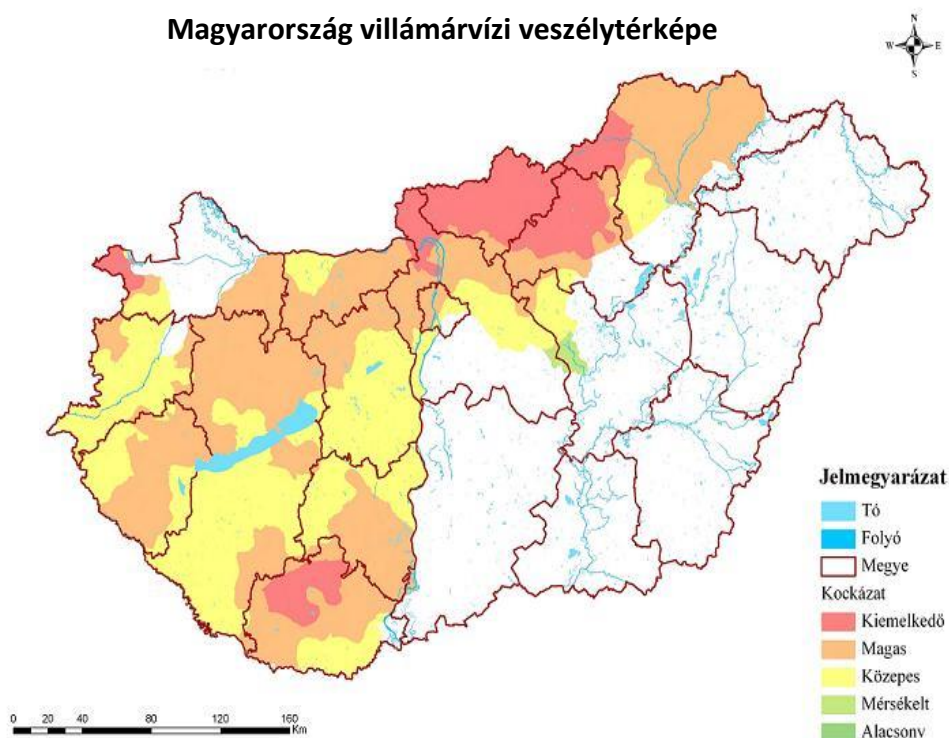 Magyarország villámárvízi veszélytérképe
N
W E
S
Jelmegyarázat
Tó
Folyó
Megye
Kockázat
Kiemelkedő
Magas
Közepes
Mérsékelt
Alacsony
0 20 40 80 120 160
Km